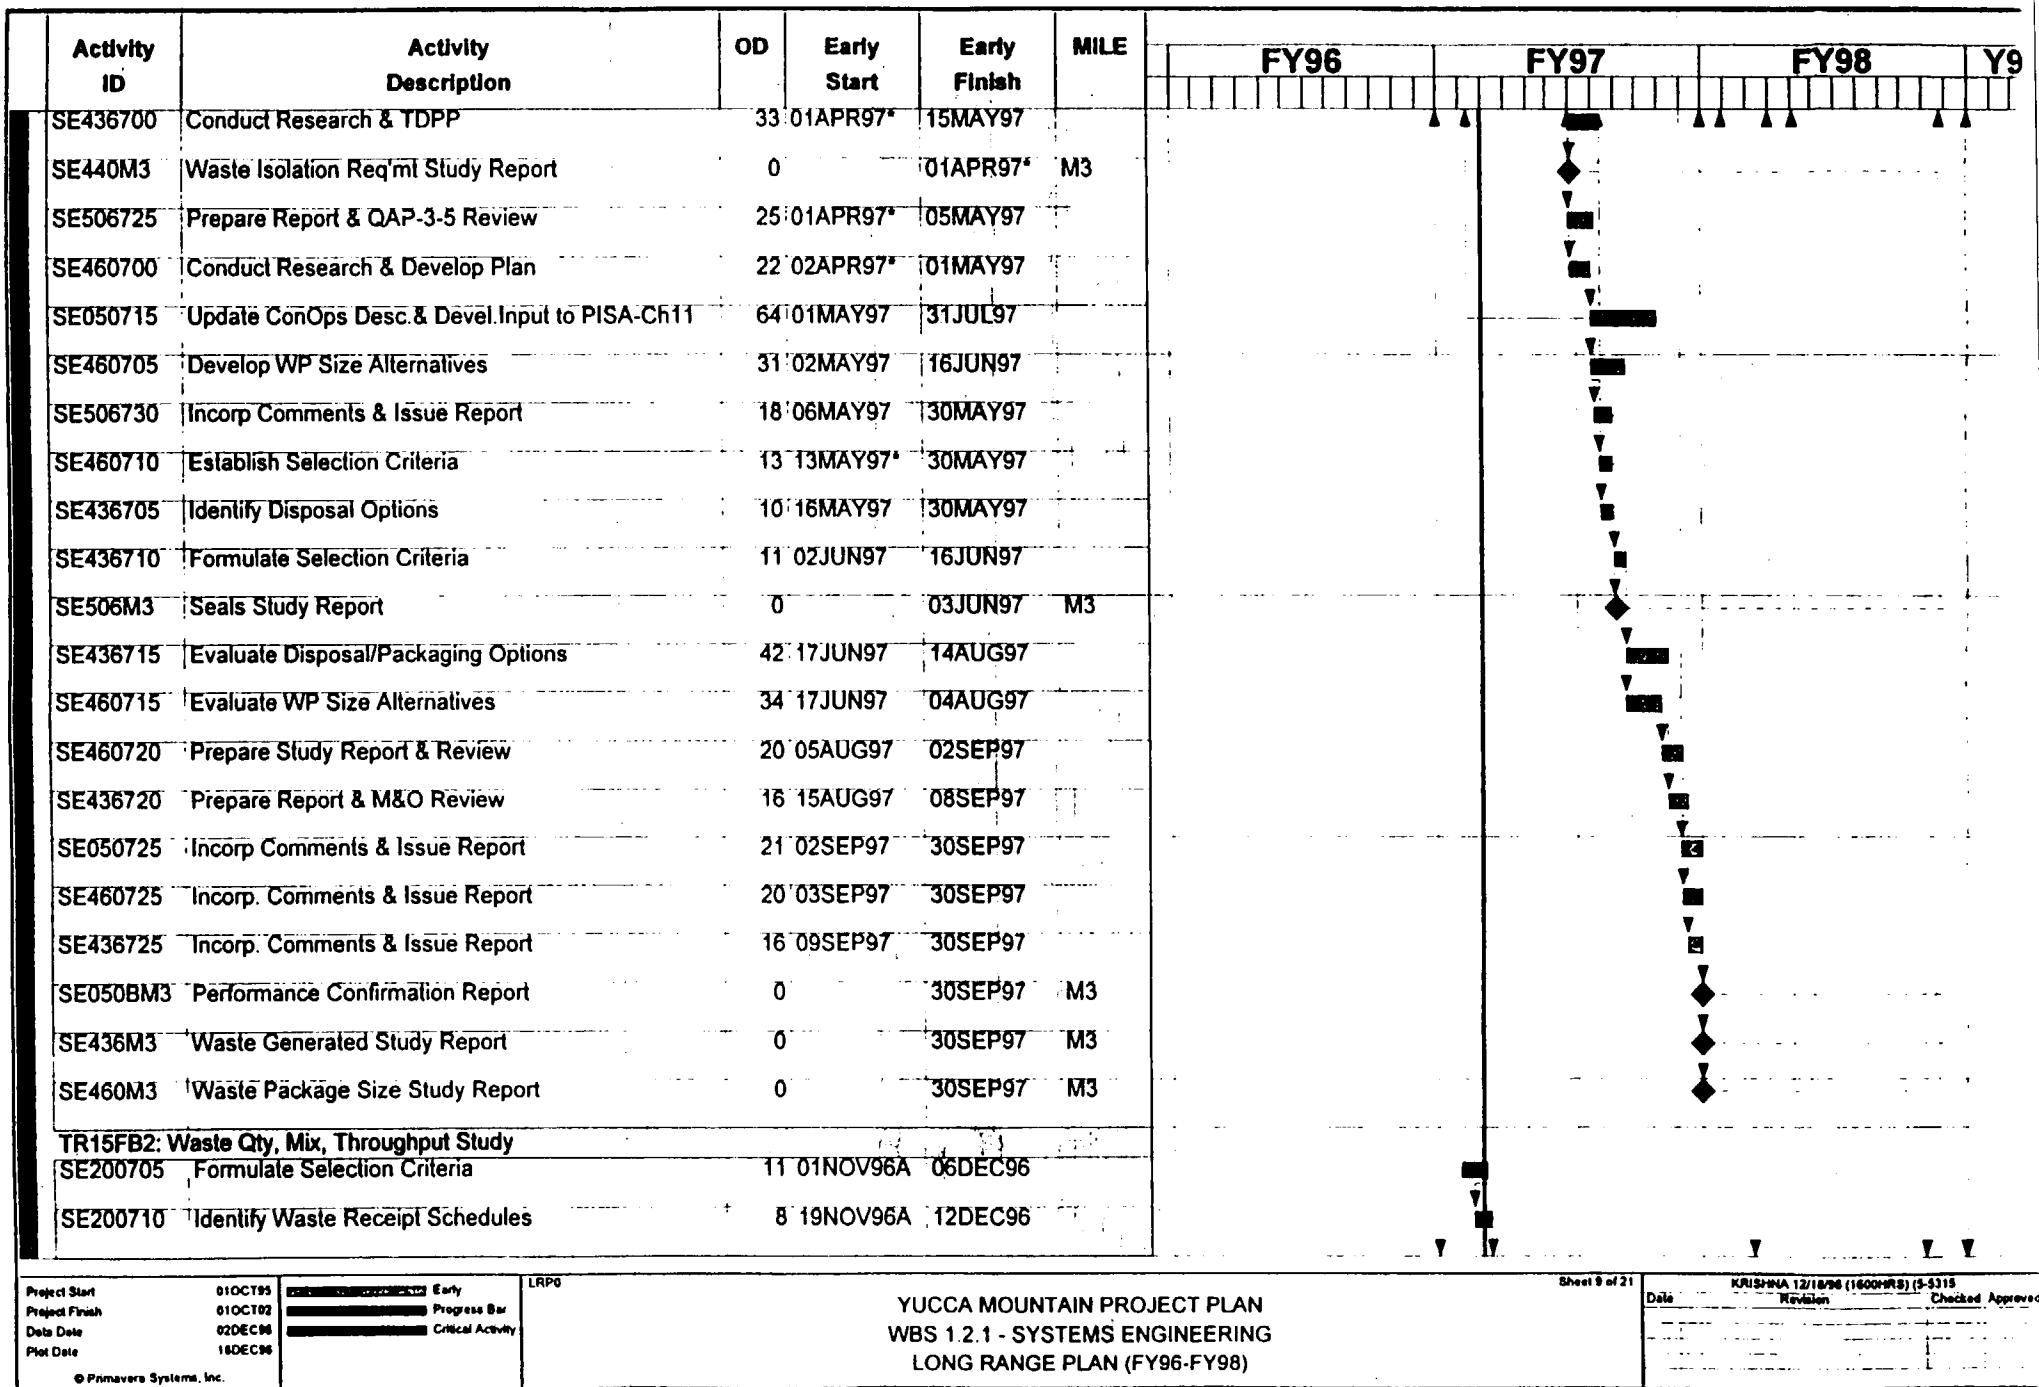 Activity ID Activity Description OD Early Start Early Finish MILE FY96 FY97 FY98 Y9
SE436700 Conduct Research & TDPP 33 01APR97* 15MAY97
SE440M3 Waste Isolation Req'mt Study Report 0 01APR97* M3
SE506725 Prepare Report & QAP-3-5 Review 25 01APR97* 05MAY97
SE460700 Conduct Research & Develop Plan 22 02APR97* 01MAY97
SE050715 Update ConOps Desc.& Devel.Input to PISA-Ch11 64 01MAY97 31JUL97
SE460705 Develop WP Size Alternatives 31 02MAY97 16JUN97
SE506730 Incorp Comments & Issue Report 18 06MAY97 30MAY97
SE460710 Establish Selection Criteria 13 13MAY97* 30MAY97
SE436705 Identify Disposal Options 10 16MAY97 30MAY97
SE436710 Formulate Selection Criteria 11 02JUN97 16JUN97
SE506M3 Seals Study Report 0 03JUN97 M3
SE436715 Evaluate Disposal/Packaging Options 42 17JUN97 14AUG97
SE460715 Evaluate WP Size Alternatives 34 17JUN97 04AUG97
SE460720 Prepare Study Report & Review 20 05AUG97 02SEP97
SE436720 Prepare Report & M&O Review 16 15AUG97 08SEP97
SE050725 Incorp Comments & Issue Report 21 02SEP97 30SEP97
SE460725 Incorp. Comments & Issue Report 20 03SEP97 30SEP97
SE436725 Incorp. Comments & Issue Report 16 09SEP97 30SEP97
SE050BM3 Performance Confirmation Report 0 30SEP97 M3
SE436M3 Waste Generated Study Report 0 30SEP97 M3
SE460M3 Waste Package Size Study Report 0 30SEP97 M3
TR15FB2: Waste Qty, Mix, Throughput Study
SE200705 Formulate Selection Criteria 11 01NOV96A 06DEC96
SE200710 Identify Waste Receipt Schedules 8 19NOV96A 12DEC96
Project Start 01OCT95
Project Finish 01OCT02
Data Date 02DEC96
Plot Date 18DEC96
© Primavera Systems, Inc.
Early
Progress Bar
Critical Activity
LRP0
YUCCA MOUNTAIN PROJECT PLAN
WBS 1.2.1 - SYSTEMS ENGINEERING
LONG RANGE PLAN (FY96-FY98)
Sheet 9 of 21
KRISHNA 12/18/96 (1600HRS) (5-5315
Date Revision Checked Approved